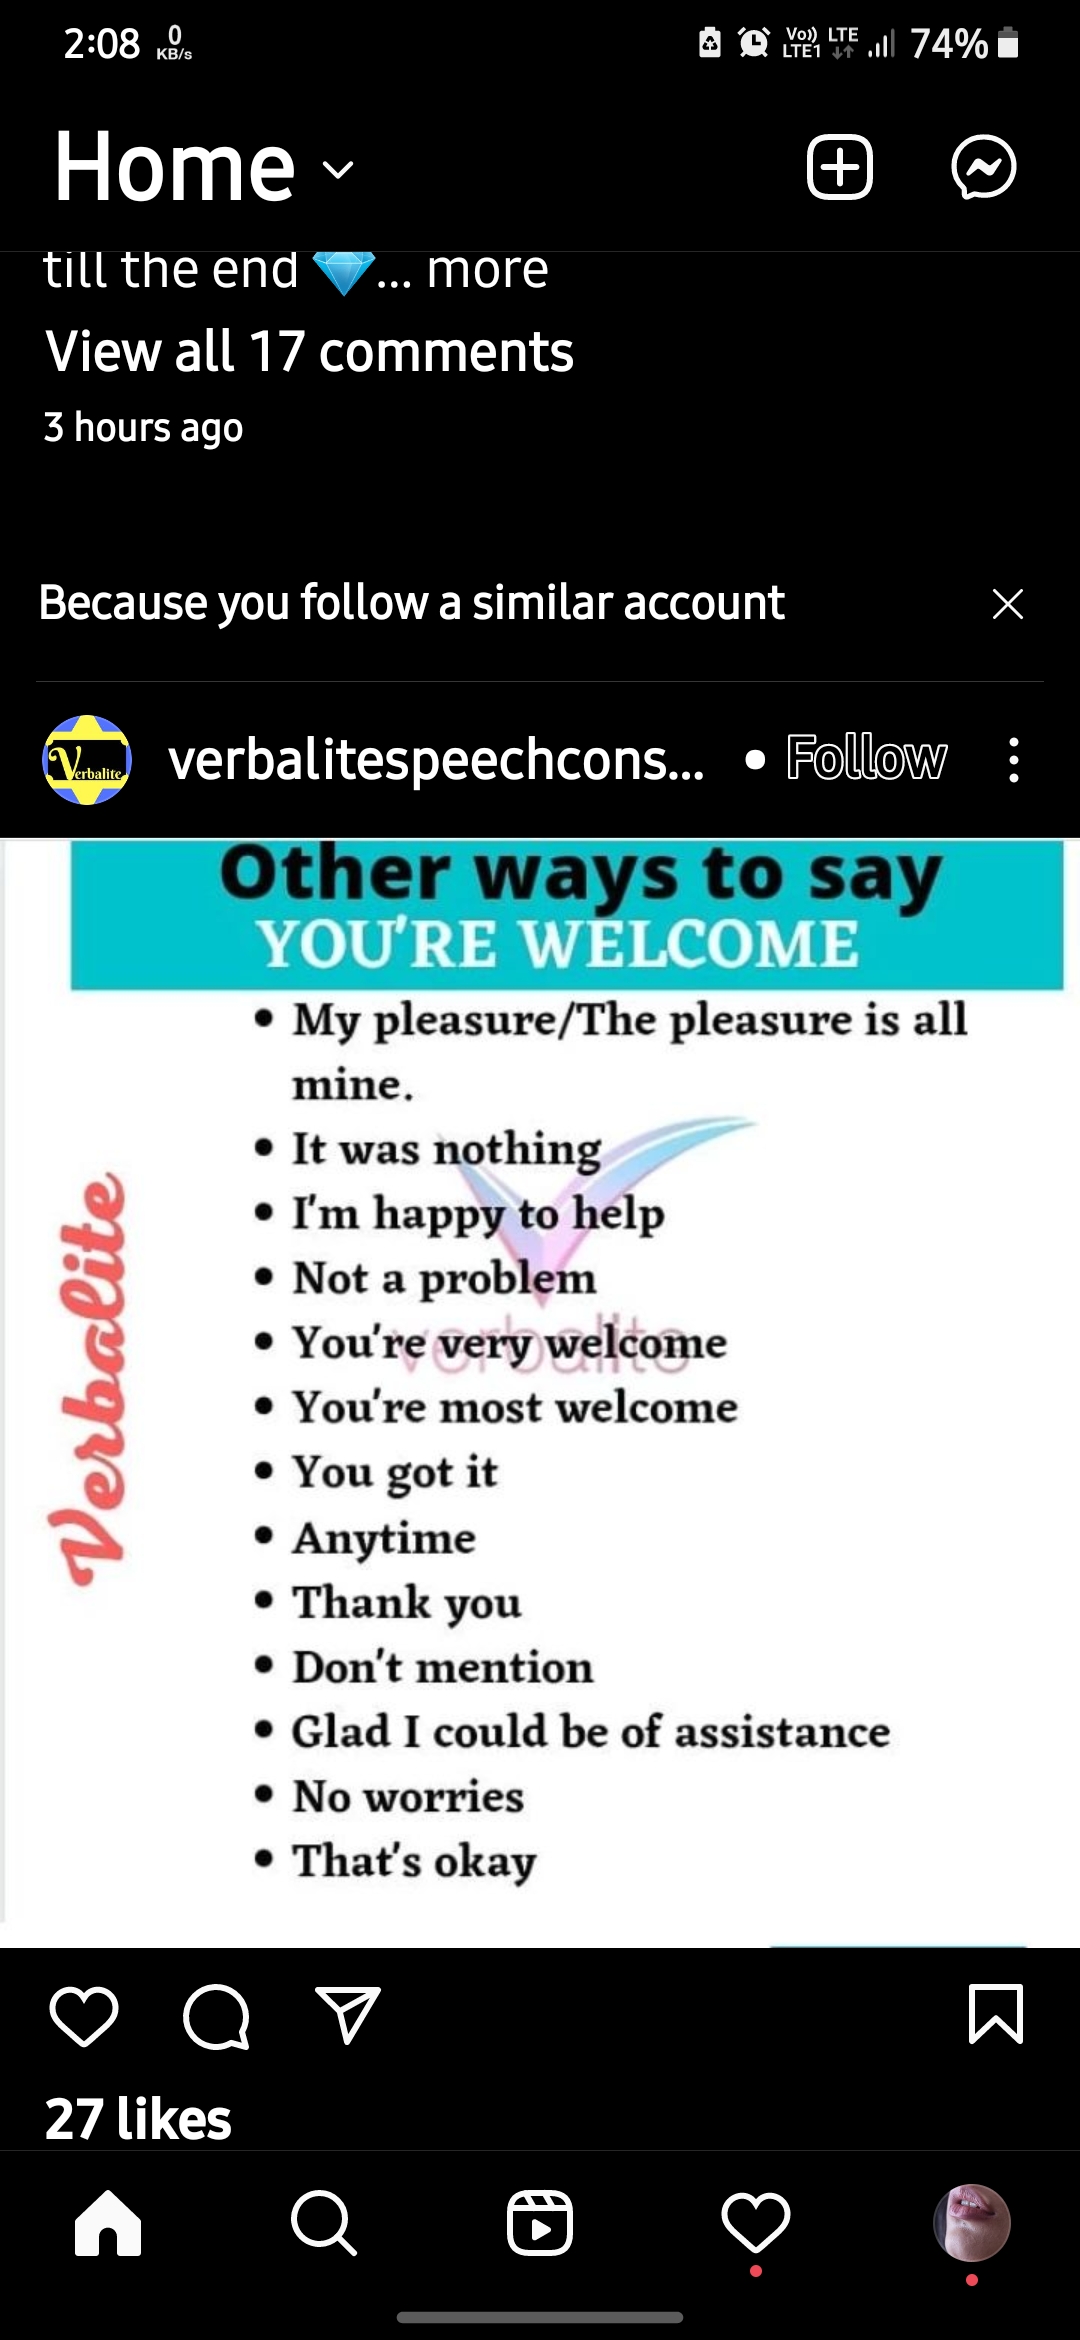 2:08 0 KB/s Vo)) LTE1 LTE 74%
Home
till the end 💎... more
View all 17 comments
3 hours ago
Because you follow a similar account
Verbalite verbalitespeechcons... • Follow
Other ways to say
YOU'RE WELCOME
• My pleasure/The pleasure is all
mine.
• It was nothing
• I'm happy to help
• Not a problem
• You're very welcome
• You're most welcome
• You got it
• Anytime
• Thank you
• Don't mention
• Glad I could be of assistance
• No worries
• That's okay
Verbalite
verbalite
27 likes